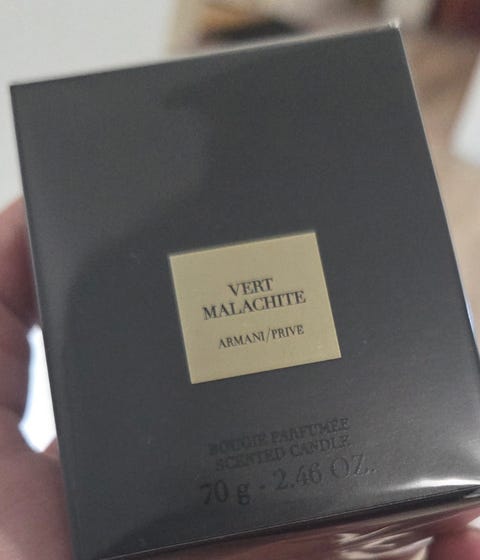 VERT
MALACHITE
ARMANI/PRIVE
BOUGIE PARFUMÉE
SCENTED CANDLE
70 g - 2.46 OZ.